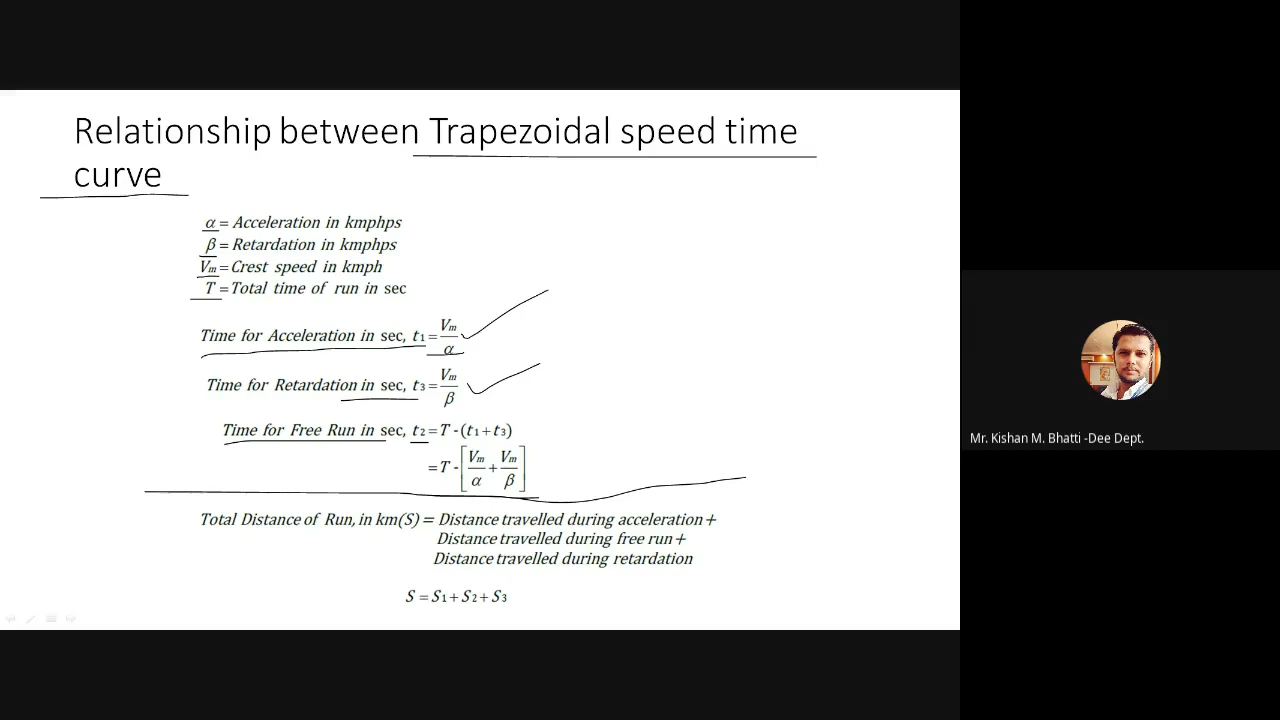 Relationship between Trapezoidal speed time
curve
α = Acceleration in kmphps
β = Retardation in kmphps
Vm = Crest speed in kmph
T = Total time of run in sec
Time for Acceleration in sec, t1 = Vm/α
Time for Retardation in sec, t3 = Vm/β
Time for Free Run in sec, t2 = T - (t1 + t3)
= T - [Vm/α + Vm/β]
Total Distance of Run, in km(S) = Distance travelled during acceleration +
Distance travelled during free run +
Distance travelled during retardation
S = S1 + S2 + S3
Mr. Kishan M. Bhatti -Dee Dept.